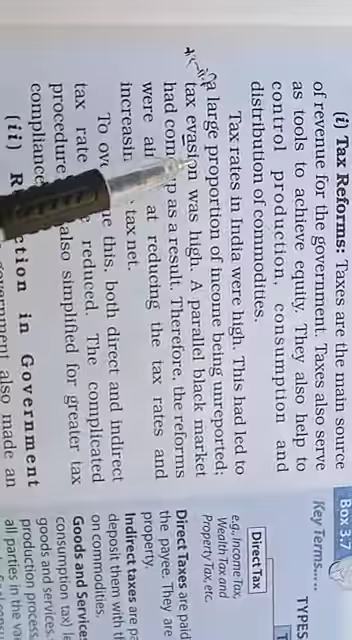 (i) Tax Reforms: Taxes are the main source
of revenue for the government. Taxes also serve
as tools to achieve equity. They also help to
control production, consumption and
distribution of commodities.
Tax rates in India were high. This had led to
a large proportion of income being unreported;
tax evasion was high. A parallel black market
had com p as a result. Therefore, the reforms
were ai at reducing the tax rates and
increasin tax net.
To ov e this, both direct and indirect
tax rate reduced. The complicated
procedure also simplified for greater tax
compliance
(ii) R ction in Government
government also made an
Box 3.7
Key Terms.....
TYPES
Direct Tax
e.g., Income Tax,
Wealth Tax and
Property Tax, etc.
Direct Taxes are paid
the payee. They are
property.
Indirect taxes are pa
deposit them with th
on commodities.
Goods and Service
consumption tax) le
goods and services.
production process.
all parties in the va